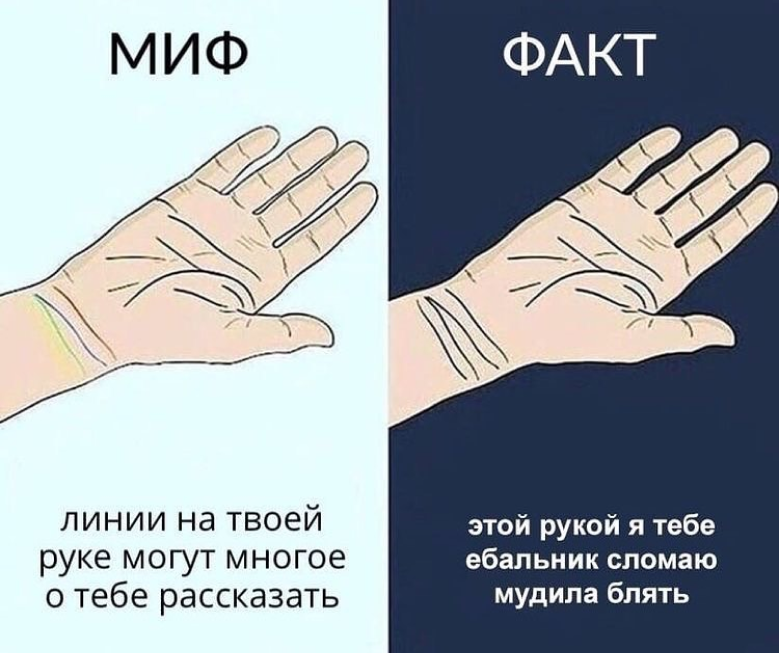 МИФ
линии на твоей
руке могут многое
о тебе рассказать
ФАКТ
этой рукой я тебе
ебальник сломаю
мудила блять